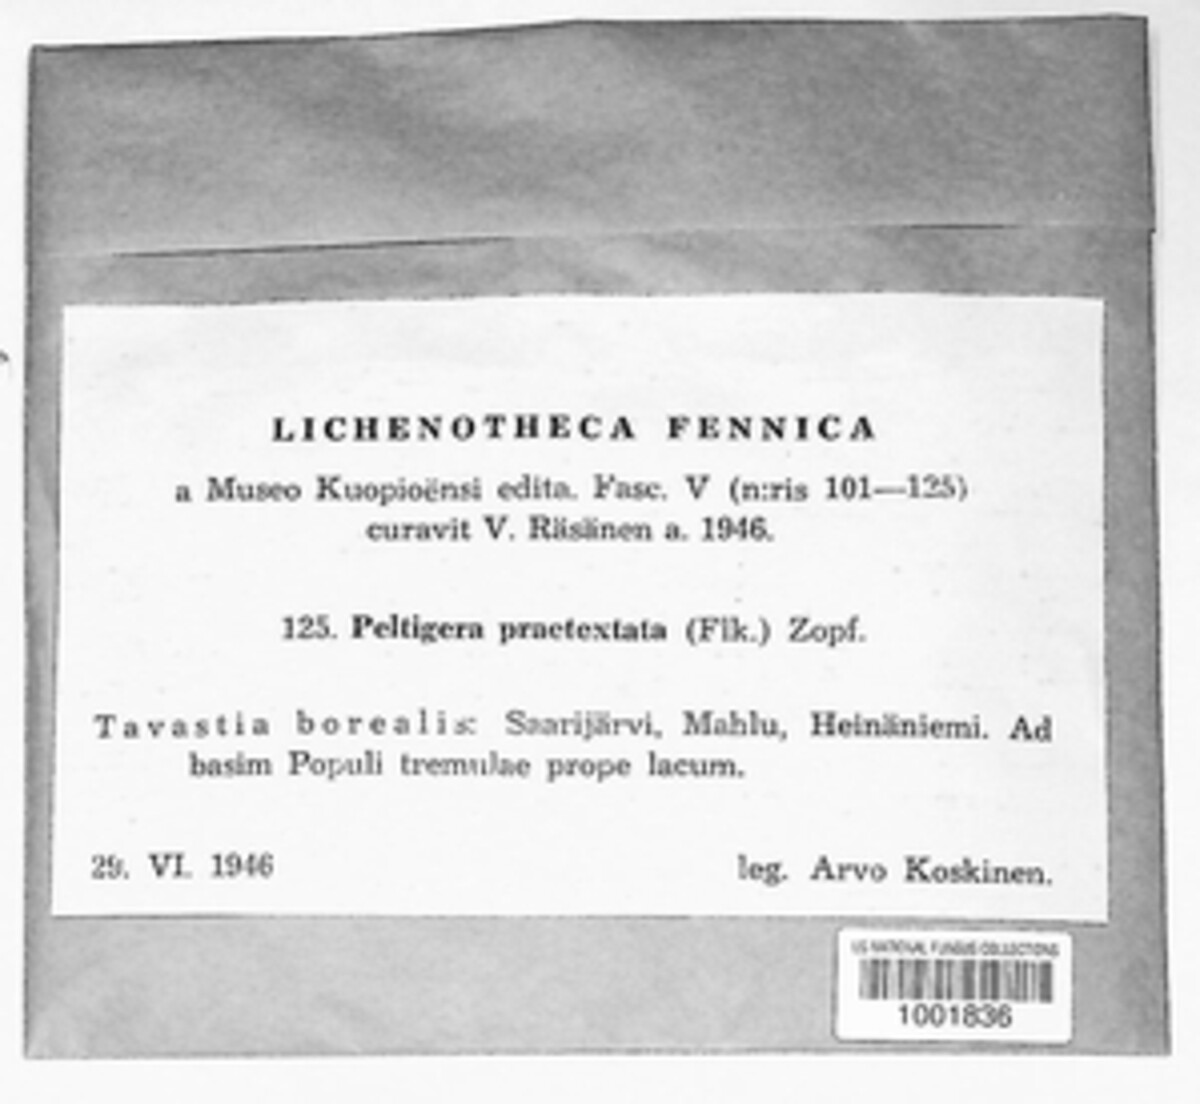 LICHENOTHECA FENNICA
a Museo Kuopioënsi edita. Fasc. V (n:ris 101—125)
curavit V. Räsänen a. 1946.
125. Peltigera praetextata (Flk.) Zopf.
Tavastia borealis: Saarijärvi, Mahlu, Heinäniemi. Ad
basim Populi tremulae prope lacum.
29. VI. 1946
leg. Arvo Koskinen.
US NATIONAL FUNGUS COLLECTIONS
1001836